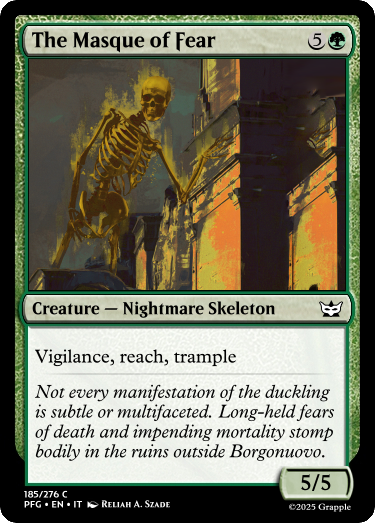 The Masque of Fear 5
Creature — Nightmare Skeleton
Vigilance, reach, trample
Not every manifestation of the duckling
is subtle or multifaceted. Long-held fears
of death and impending mortality stomp
bodily in the ruins outside Borgonuovo.
5/5
185/276 C
PFG • EN • IT Reliah A. Szade
©2025 Grapple